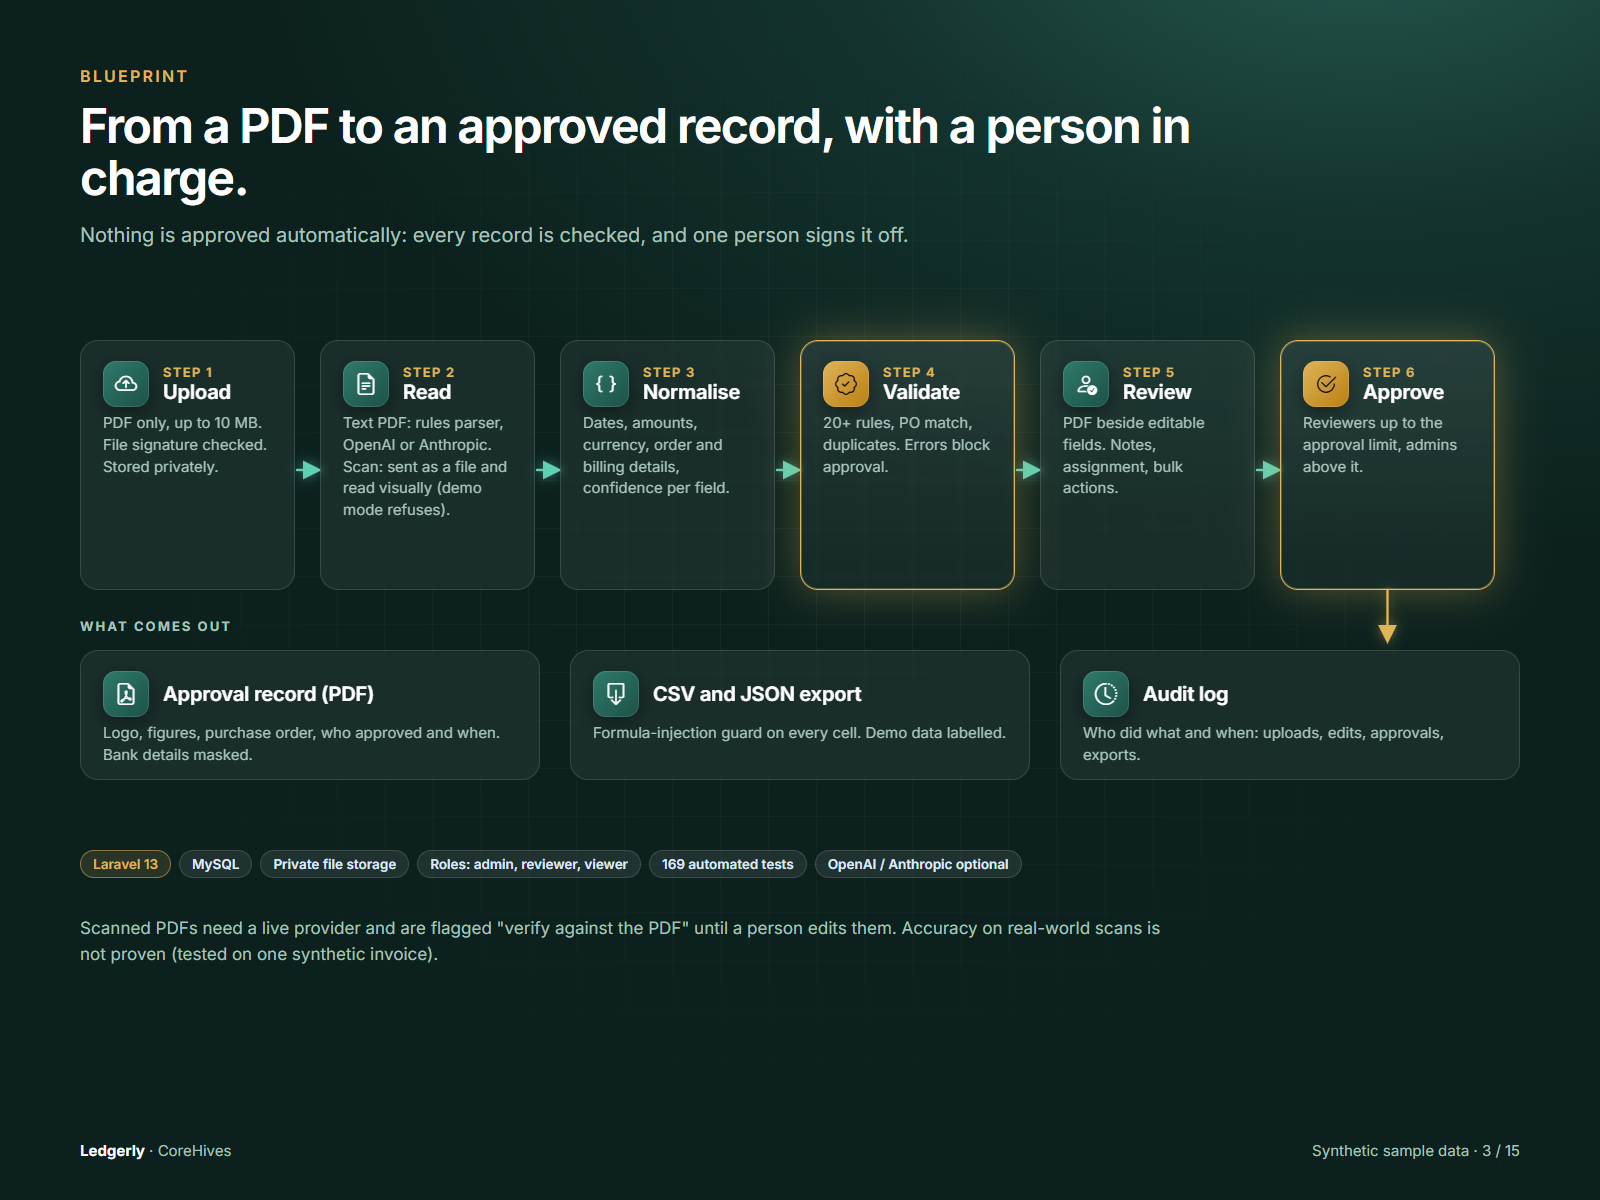 BLUEPRINT
From a PDF to an approved record, with a person in
charge.
Nothing is approved automatically: every record is checked, and one person signs it off.
STEP 1
Upload
PDF only, up to 10 MB.
File signature checked.
Stored privately.
STEP 2
Read
Text PDF: rules parser,
OpenAI or Anthropic.
Scan: sent as a file and
read visually (demo
mode refuses).
STEP 3
Normalise
Dates, amounts,
currency, order and
billing details,
confidence per field.
STEP 4
Validate
20+ rules, PO match,
duplicates. Errors block
approval.
STEP 5
Review
PDF beside editable
fields. Notes,
assignment, bulk
actions.
STEP 6
Approve
Reviewers up to the
approval limit, admins
above it.
WHAT COMES OUT
Approval record (PDF)
Logo, figures, purchase order, who approved and when.
Bank details masked.
CSV and JSON export
Formula-injection guard on every cell. Demo data labelled.
Audit log
Who did what and when: uploads, edits, approvals,
exports.
Laravel 13
MySQL
Private file storage
Roles: admin, reviewer, viewer
169 automated tests
OpenAI / Anthropic optional
Scanned PDFs need a live provider and are flagged "verify against the PDF" until a person edits them. Accuracy on real-world scans is
not proven (tested on one synthetic invoice).
Ledgerly · CoreHives
Synthetic sample data · 3 / 15